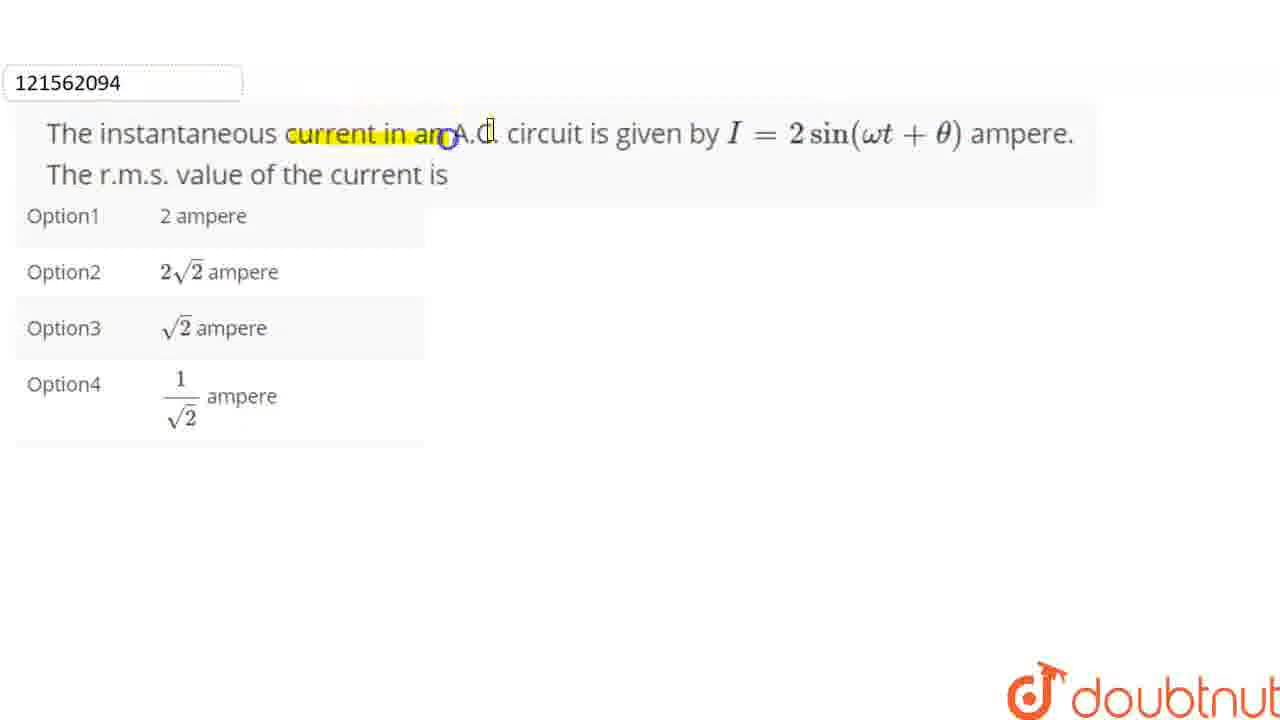 121562094
The instantaneous current in an A.C. circuit is given by I = 2 sin(ωt + θ) ampere.
The r.m.s. value of the current is
Option1 2 ampere
Option2 2√2 ampere
Option3 √2 ampere
Option4 1/√2 ampere
doubtnut